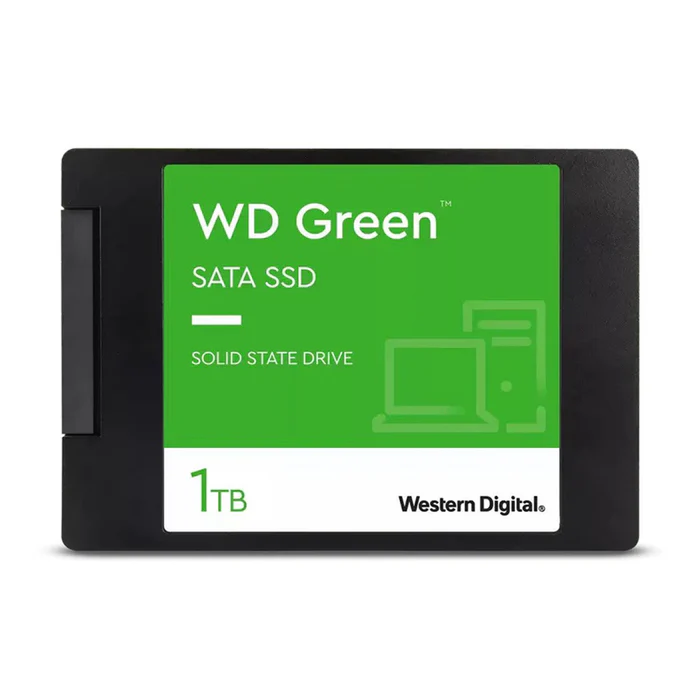 WD Green™
SATA SSD
SOLID STATE DRIVE
1TB
Western Digital®